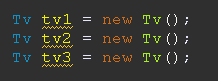 Tv tv1 = new Tv();
Tv tv2 = new Tv();
Tv tv3 = new Tv();